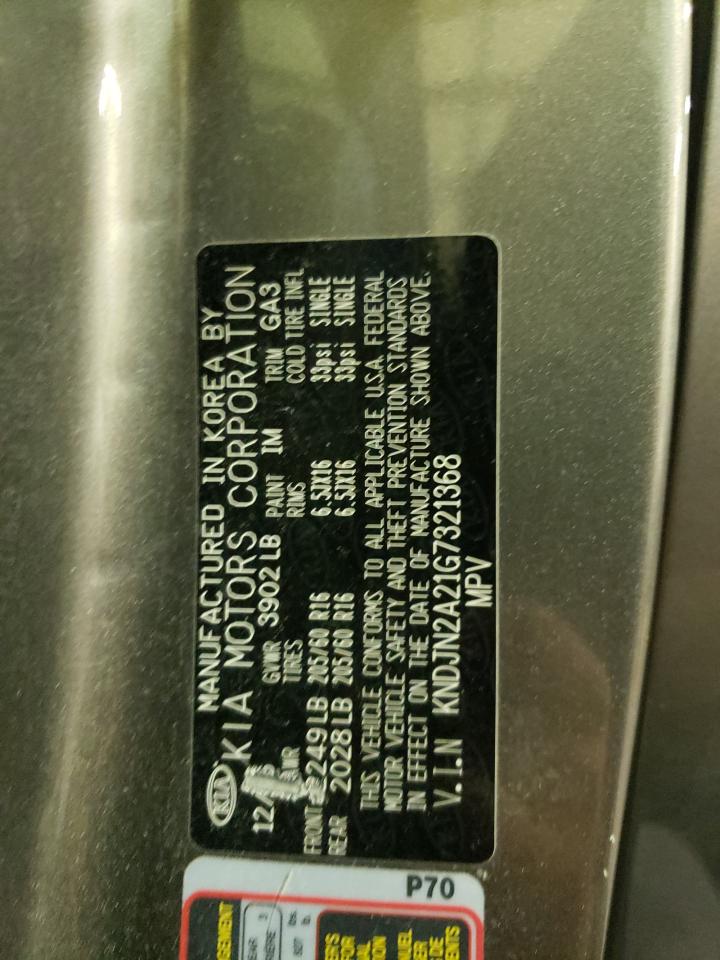 MANUFACTURED IN KOREA BY
KIA KIA MOTORS CORPORATION
12/ GVWR 3902 LB PAINT IM TRIM GA3
TIRES RIMS COLD TIRE INFL
FRONT 2249LB 205/60 R16 6.5JX16 33psi SINGLE
REAR 2028LB 205/60 R16 6.5JX16 33psi SINGLE
THIS VEHICLE CONFORMS TO ALL APPLICABLE U.S.A. FEDERAL
MOTOR VEHICLE SAFETY AND THEFT PREVENTION STANDARDS
IN EFFECT ON THE DATE OF MANUFACTURE SHOWN ABOVE.
V.I.N KNDJN2A21G7321368
MPV
P70